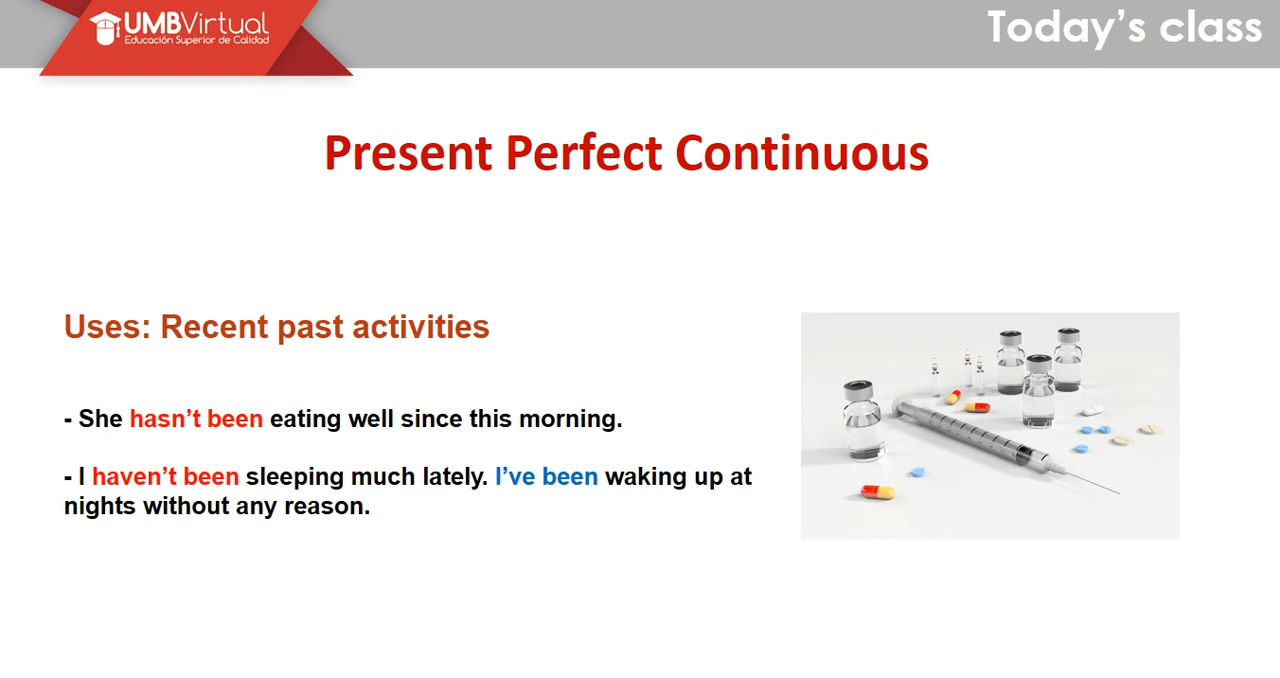 UMBVirtual
Educación Superior de Calidad
Today’s class
Present Perfect Continuous
Uses: Recent past activities
- She hasn’t been eating well since this morning.
- I haven’t been sleeping much lately. I’ve been waking up at
nights without any reason.